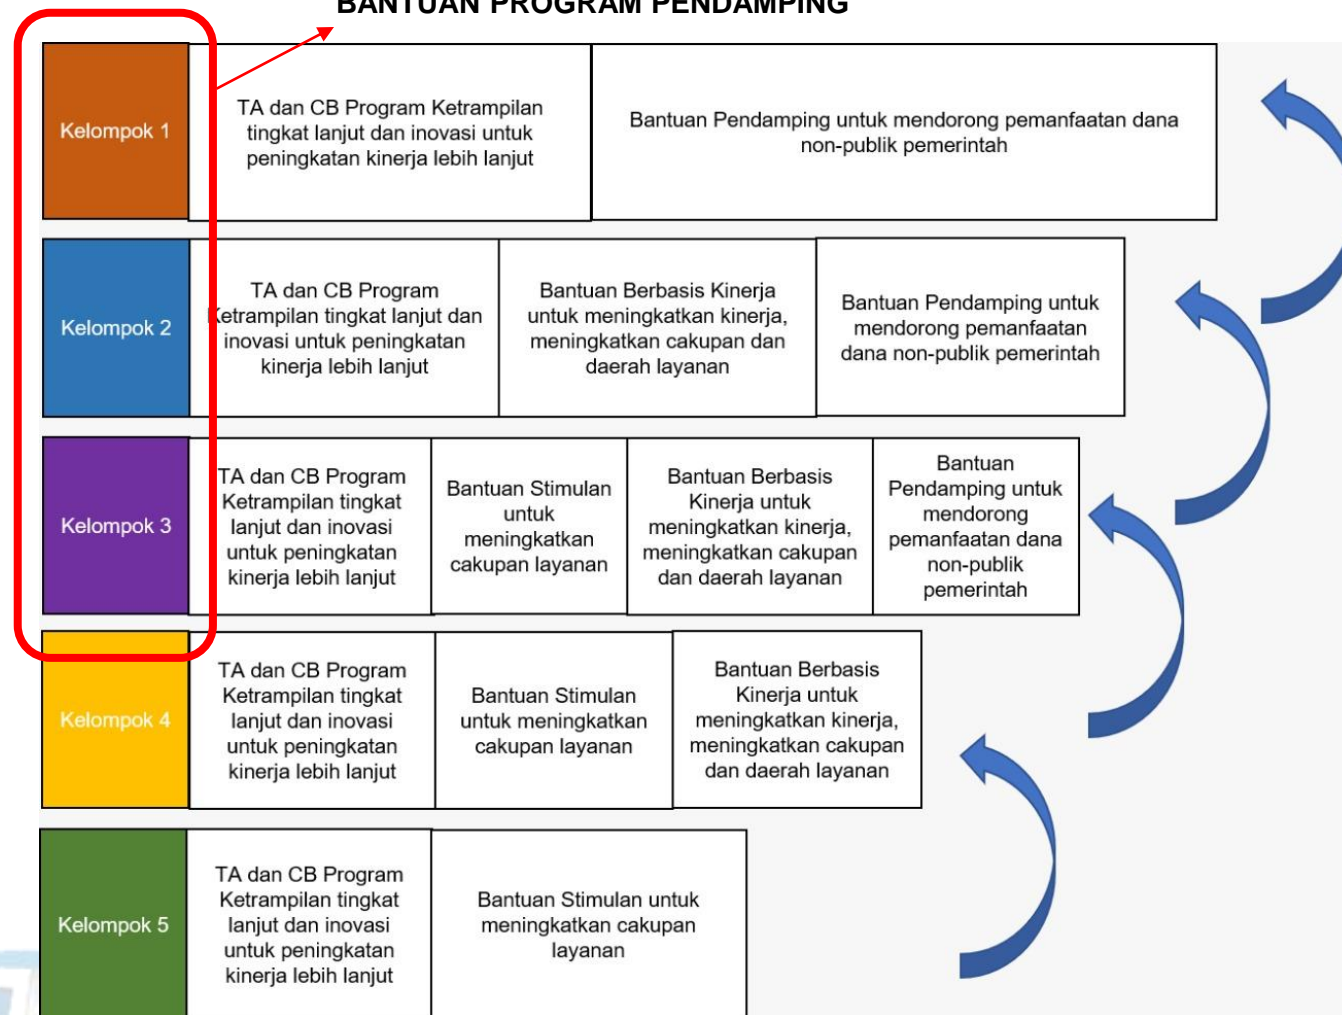 BANTUAN PROGRAM PENDAMPING
Kelompok 1
TA dan CB Program Ketrampilan
tingkat lanjut dan inovasi untuk
peningkatan kinerja lebih lanjut
Bantuan Pendamping untuk mendorong pemanfaatan dana
non-publik pemerintah
Kelompok 2
TA dan CB Program
Ketrampilan tingkat lanjut dan
inovasi untuk peningkatan
kinerja lebih lanjut
Bantuan Berbasis Kinerja
untuk meningkatkan kinerja,
meningkatkan cakupan dan
daerah layanan
Bantuan Pendamping untuk
mendorong pemanfaatan
dana non-publik pemerintah
Kelompok 3
TA dan CB Program
Ketrampilan tingkat
lanjut dan inovasi
untuk peningkatan
kinerja lebih lanjut
Bantuan Stimulan
untuk
meningkatkan
cakupan layanan
Bantuan Berbasis
Kinerja untuk
meningkatkan kinerja,
meningkatkan cakupan
dan daerah layanan
Bantuan
Pendamping untuk
mendorong
pemanfaatan dana
non-publik
pemerintah
Kelompok 4
TA dan CB Program
Ketrampilan tingkat
lanjut dan inovasi
untuk peningkatan
kinerja lebih lanjut
Bantuan Stimulan
untuk meningkatkan
cakupan layanan
Bantuan Berbasis
Kinerja untuk
meningkatkan kinerja,
meningkatkan cakupan
dan daerah layanan
Kelompok 5
TA dan CB Program
Ketrampilan tingkat
lanjut dan inovasi
untuk peningkatan
kinerja lebih lanjut
Bantuan Stimulan untuk
meningkatkan cakupan
layanan